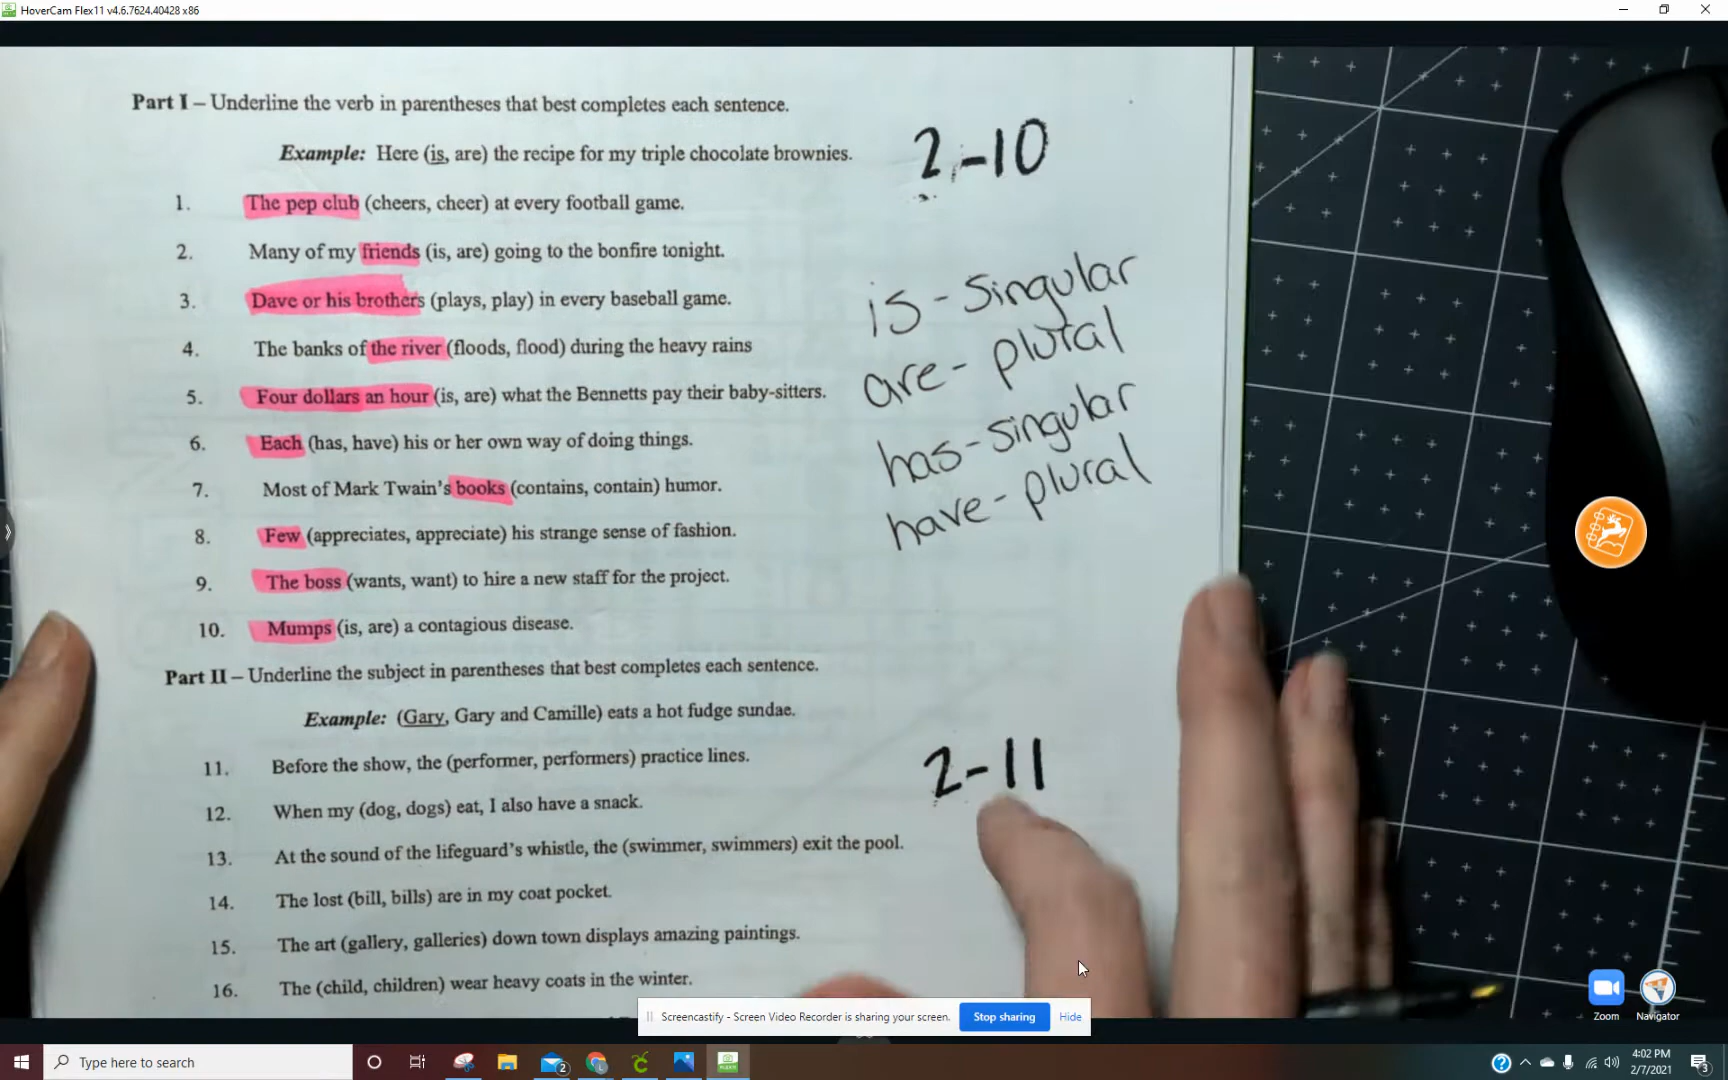 HoverCam Flex11 v4.6.7624.40428 x86
Part I – Underline the verb in parentheses that best completes each sentence.
Example: Here (is, are) the recipe for my triple chocolate brownies.
2-10
1. The pep club (cheers, cheer) at every football game.
2. Many of my friends (is, are) going to the bonfire tonight.
3. Dave or his brothers (plays, play) in every baseball game.
4. The banks of the river (floods, flood) during the heavy rains
5. Four dollars an hour (is, are) what the Bennetts pay their baby-sitters.
6. Each (has, have) his or her own way of doing things.
7. Most of Mark Twain's books (contains, contain) humor.
8. Few (appreciates, appreciate) his strange sense of fashion.
9. The boss (wants, want) to hire a new staff for the project.
10. Mumps (is, are) a contagious disease.
is - singular
are - plural
has - singular
have - plural
Part II – Underline the subject in parentheses that best completes each sentence.
Example: (Gary, Gary and Camille) eats a hot fudge sundae.
2-11
11. Before the show, the (performer, performers) practice lines.
12. When my (dog, dogs) eat, I also have a snack.
13. At the sound of the lifeguard's whistle, the (swimmer, swimmers) exit the pool.
14. The lost (bill, bills) are in my coat pocket.
15. The art (gallery, galleries) down town displays amazing paintings.
16. The (child, children) wear heavy coats in the winter.
Screencastify - Screen Video Recorder is sharing your screen. Stop sharing Hide
Zoom Navigator
Type here to search
2
4:02 PM
2/7/2021
3